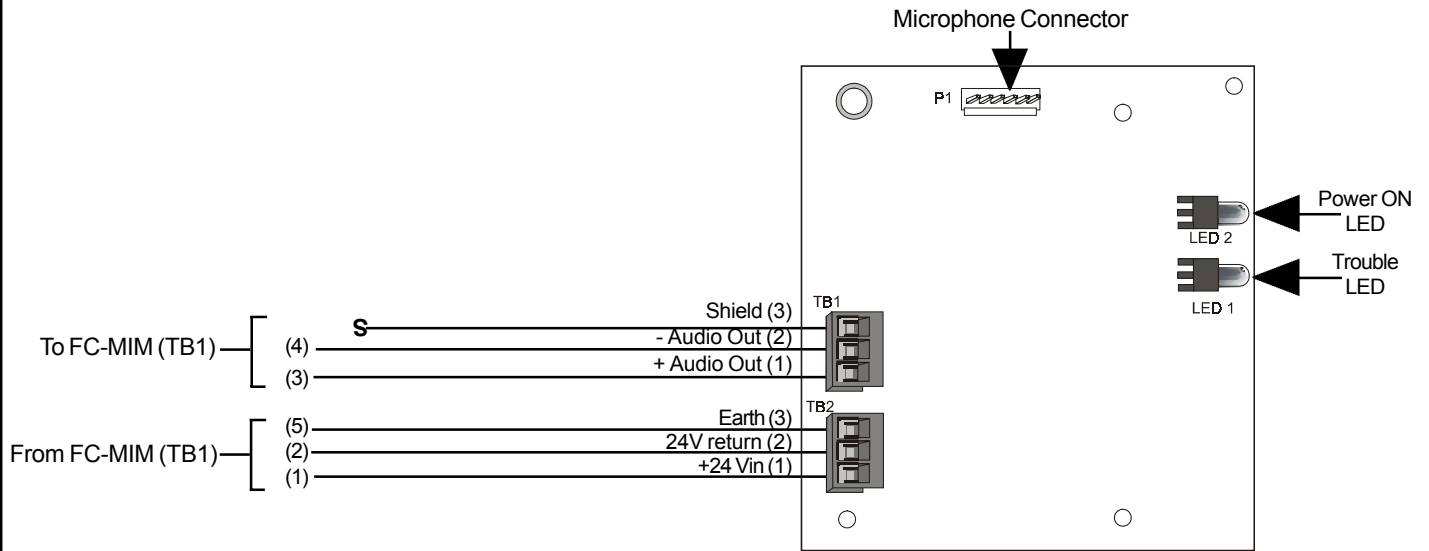 Microphone Connector
P1
Power ON
LED
LED 2
Trouble
LED
LED 1
TB1
To FC-MIM (TB1)
S Shield (3)
(4) - Audio Out (2)
(3) + Audio Out (1)
TB2
From FC-MIM (TB1)
(5) Earth (3)
(2) 24V return (2)
(1) +24 Vin (1)